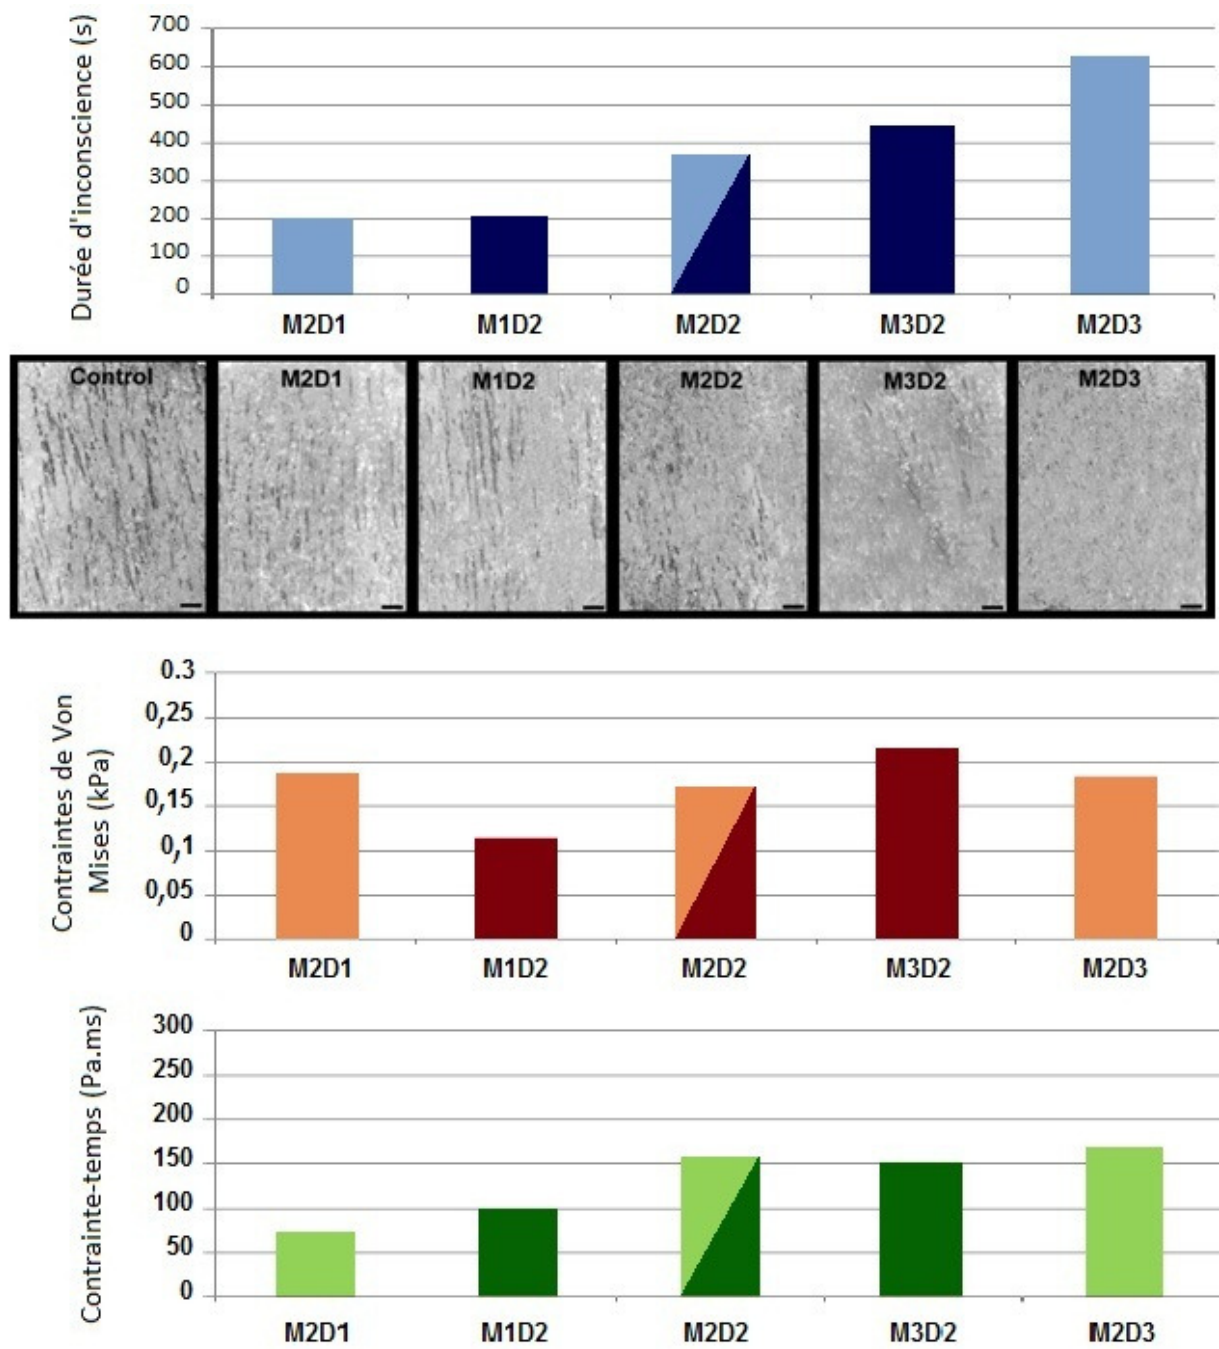 Durée d'inconscience (s)
700
600
500
400
300
200
100
0
M2D1 M1D2 M2D2 M3D2 M2D3
Control M2D1 M1D2 M2D2 M3D2 M2D3
Contraintes de Von
Mises (kPa)
0.3
0,25
0,2
0,15
0,1
0,05
0
M2D1 M1D2 M2D2 M3D2 M2D3
Contrainte-temps (Pa.ms)
300
250
200
150
100
50
0
M2D1 M1D2 M2D2 M3D2 M2D3